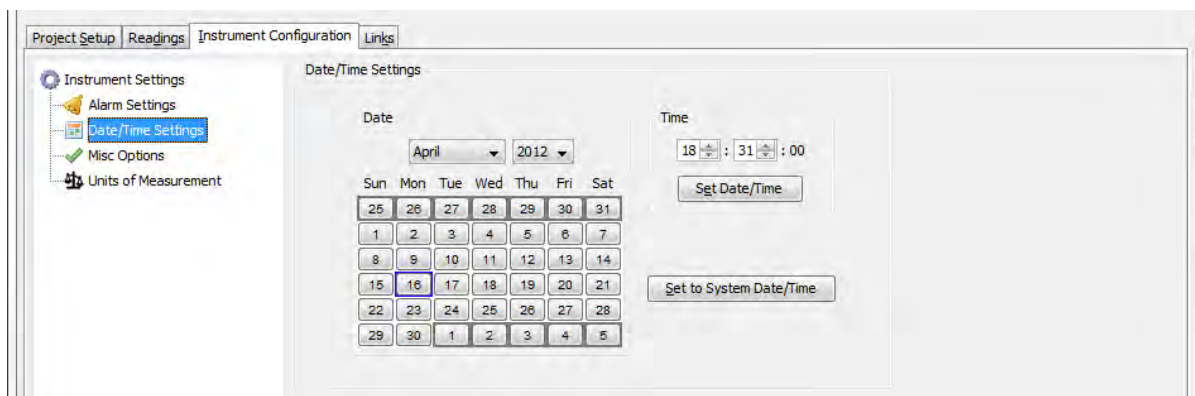 Project Setup Readings Instrument Configuration Links
Instrument Settings
Alarm Settings
Date/Time Settings
Misc Options
Units of Measurement
Date/Time Settings
Date
April 2012
Sun Mon Tue Wed Thu Fri Sat
25 26 27 28 29 30 31
1 2 3 4 5 6 7
8 9 10 11 12 13 14
15 16 17 18 19 20 21
22 23 24 25 26 27 28
29 30 1 2 3 4 5
Time
18 : 31 : 00
Set Date/Time
Set to System Date/Time